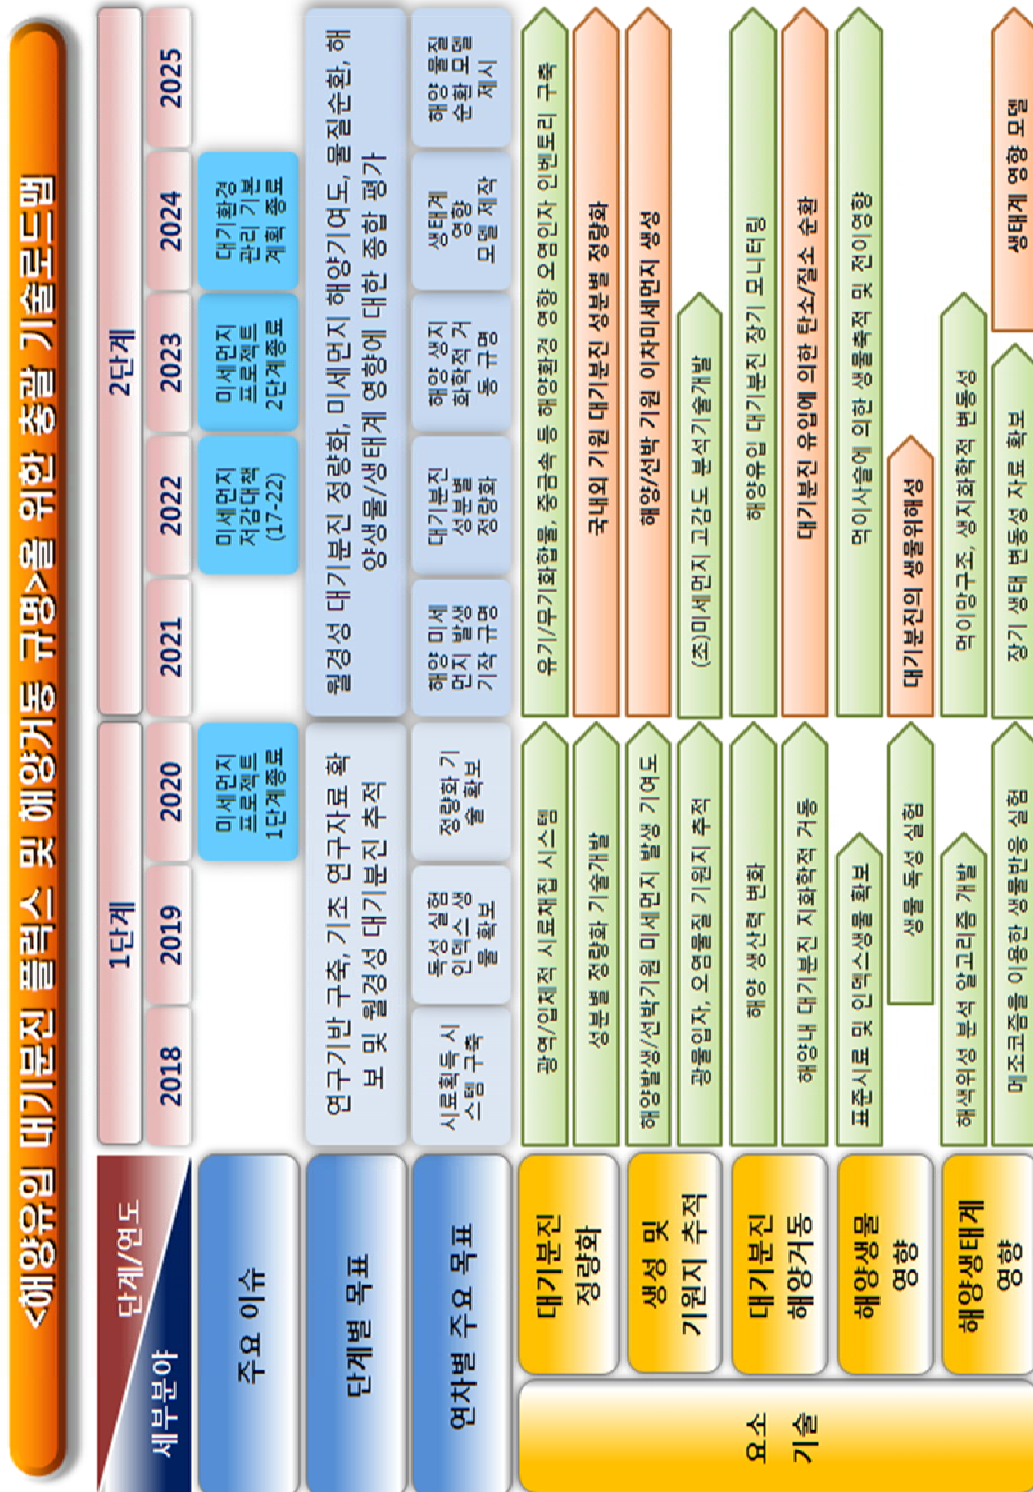 <해양유입 대기분진 플럭스 및 해양거동 규명>을 위한 총괄 기술로드맵
단계/연도
세부분야
1단계
2단계
2018
2019
2020
2021
2022
2023
2024
2025
주요 이슈
미세먼지
프로젝트
1단계종료
미세먼지
저감대책
(17-22)
미세먼지
프로젝트
2단계종료
대기환경
관리 기본
계획 종료
단계별 목표
연구기반 구축, 기초 연구자료 확
보 및 월경성 대기분진 추적
월경성 대기분진 정량화, 미세먼지 해양기여도, 물질순환, 해
양생물/생태계 영향에 대한 종합 평가
연차별 주요 목표
시료획득 시
스템 구축
독성 실험
인덱스 생
물 확보
정량화 기
술 확보
해양 미세
먼지 발생
기작 규명
대기분진
성분별
정량화
해양 생지
화학적 거
동 규명
생태계
영향
모델 제작
해양 물질
순환 모델
제시
요소
기술
대기분진
정량화
광역/입체적 시료채집 시스템
유기/무기화합물, 중금속 등 해양환경 영향 오염인자 인벤토리 구축
성분별 정량화 기술개발
국내외 기원 대기분진 성분별 정량화
생성 및
기원지 추적
해양발생/선박기원 미세먼지 발생 기여도
해양/선박 기원 이차미세먼지 생성
광물입자, 오염물질 기원지 추적
(초)미세먼지 고감도 분석기술개발
대기분진
해양거동
해양 생산력 변화
해양유입 대기분진 장기 모니터링
해양내 대기분진 지화학적 거동
대기분진 유입에 의한 탄소/질소 순환
해양생물
영향
표준시료 및 인덱스생물 확보
먹이사슬에 의한 생물축적 및 전이영향
생물 독성 실험
대기분진의 생물위해성
해양생태계
영향
해색위성 분석 알고리즘 개발
먹이망구조, 생지화학적 변동성
메조코즘을 이용한 생물반응 실험
장기 생태 변동성 자료 확보
생태계 영향 모델